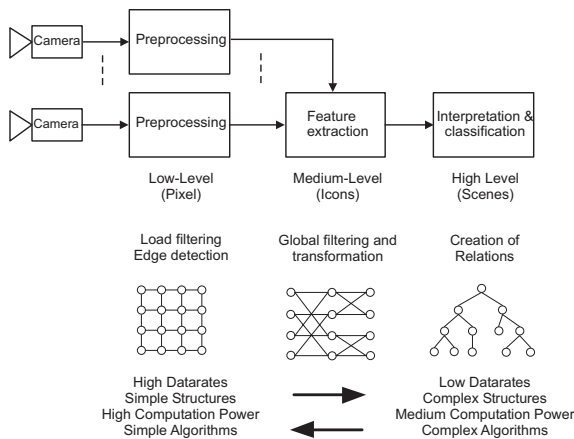 Camera
Preprocessing
Camera
Preprocessing
Feature
extraction
Interpretation &
classification
Low-Level
(Pixel)
Medium-Level
(Icons)
High Level
(Scenes)
Load filtering
Edge detection
Global filtering and
transformation
Creation of
Relations
High Datarates
Simple Structures
High Computation Power
Simple Algorithms
Low Datarates
Complex Structures
Medium Computation Power
Complex Algorithms